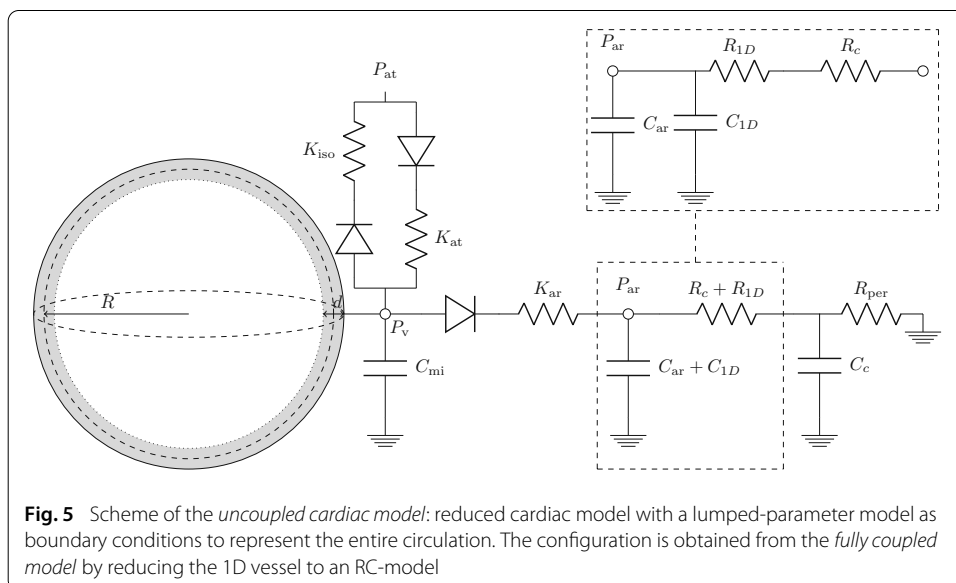 P_ar
R_1D
R_c
P_at
C_ar
C_1D
K_iso
K_at
R
d
K_ar
P_ar
R_c + R_1D
R_per
P_v
C_mi
C_ar + C_1D
C_c
Fig. 5 Scheme of the uncoupled cardiac model: reduced cardiac model with a lumped-parameter model as
boundary conditions to represent the entire circulation. The configuration is obtained from the fully coupled
model by reducing the 1D vessel to an RC-model